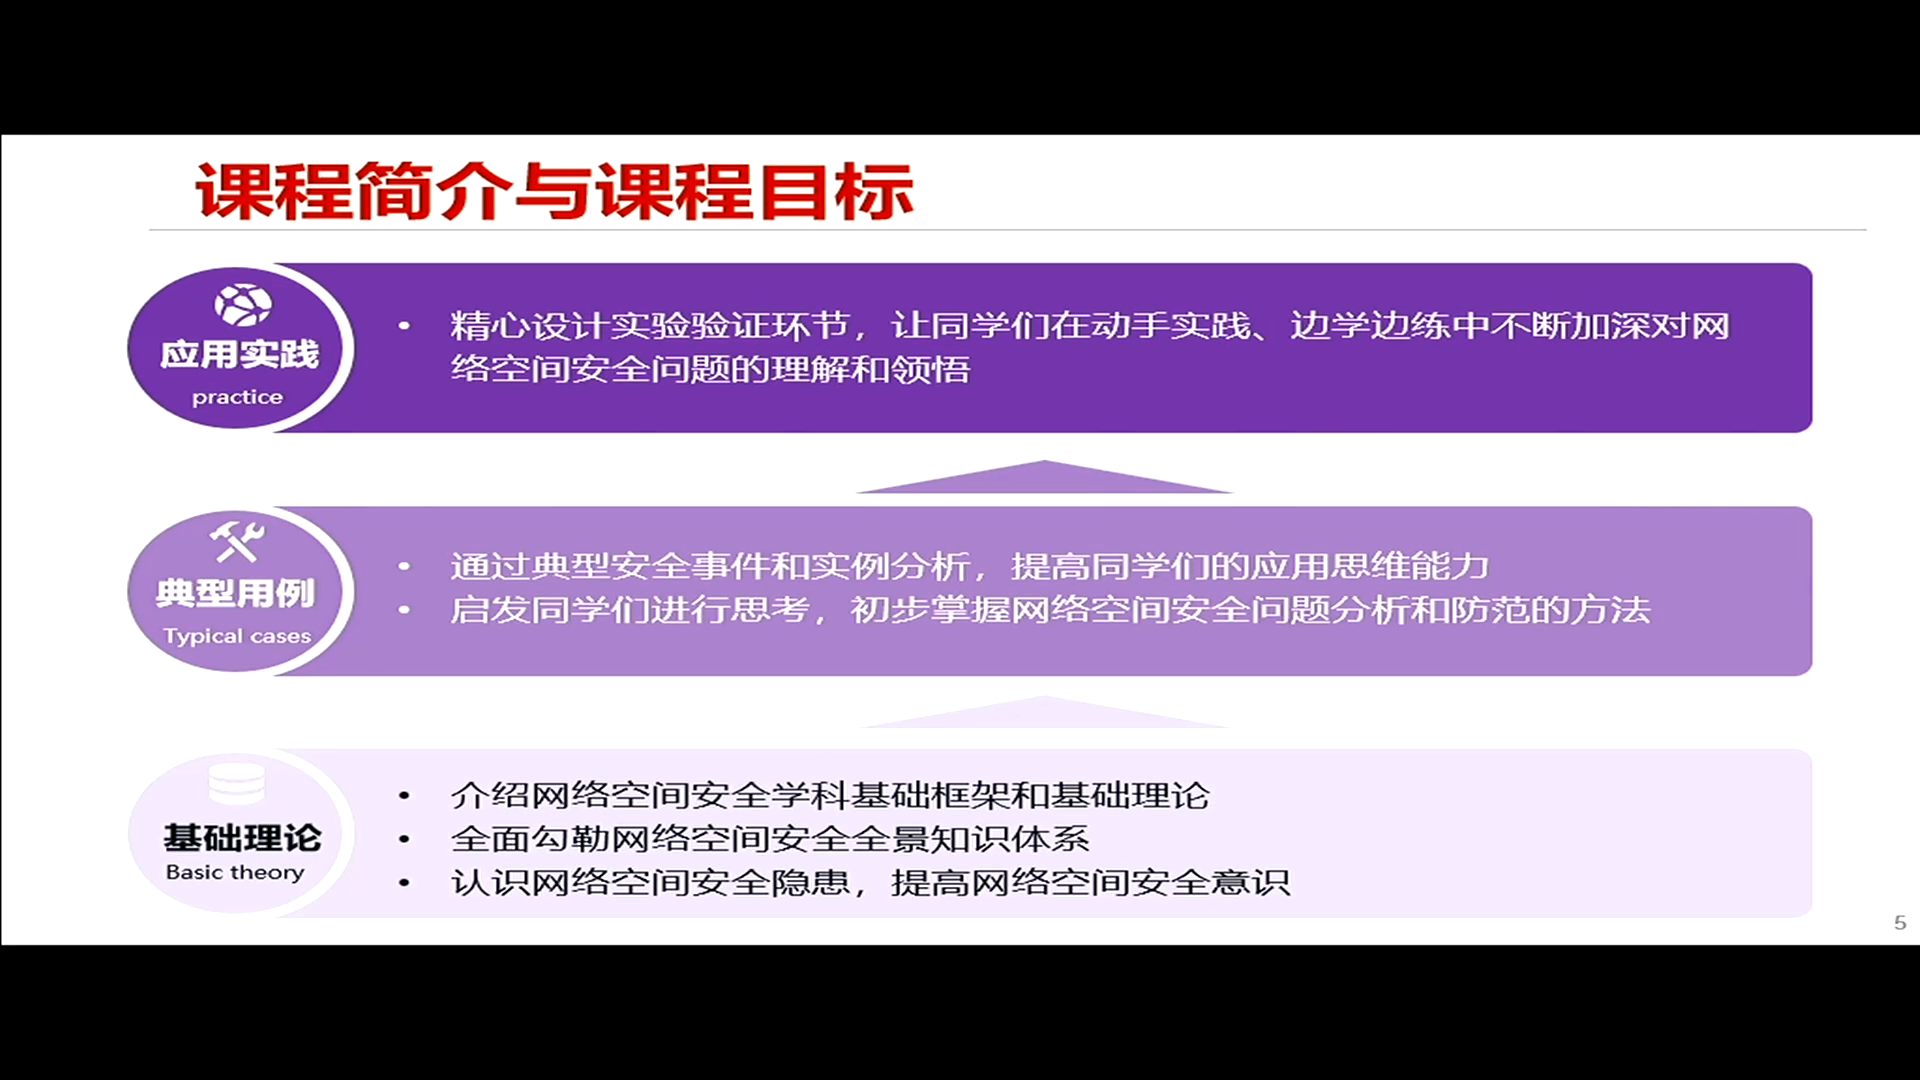 课程简介与课程目标
应用实践
practice
• 精心设计实验验证环节，让同学们在动手实践、边学边练中不断加深对网
络空间安全问题的理解和领悟
典型用例
Typical cases
• 通过典型安全事件和实例分析，提高同学们的应用思维能力
• 启发同学们进行思考，初步掌握网络空间安全问题分析和防范的方法
基础理论
Basic theory
• 介绍网络空间安全学科基础框架和基础理论
• 全面勾勒网络空间安全全景知识体系
• 认识网络空间安全隐患，提高网络空间安全意识
5